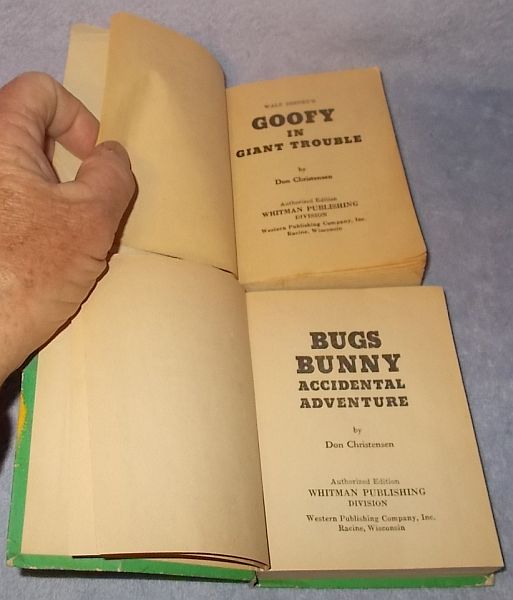 WALT DISNEY'S
GOOFY
IN
GIANT TROUBLE
by
Don Christensen
Authorized Edition
WHITMAN PUBLISHING
DIVISION
Western Publishing Company, Inc.
Racine, Wisconsin
BUGS
BUNNY
ACCIDENTAL
ADVENTURE
by
Don Christensen
Authorized Edition
WHITMAN PUBLISHING
DIVISION
Western Publishing Company, Inc.
Racine, Wisconsin